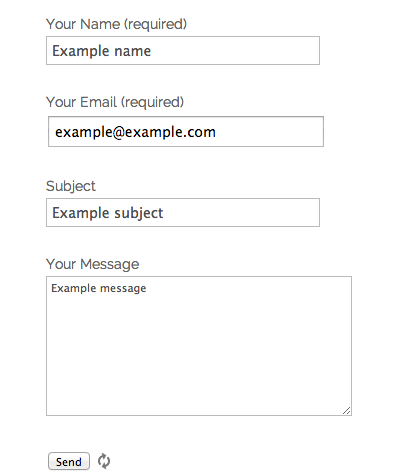 Your Name (required)
Example name
Your Email (required)
example@example.com
Subject
Example subject
Your Message
Example message
Send